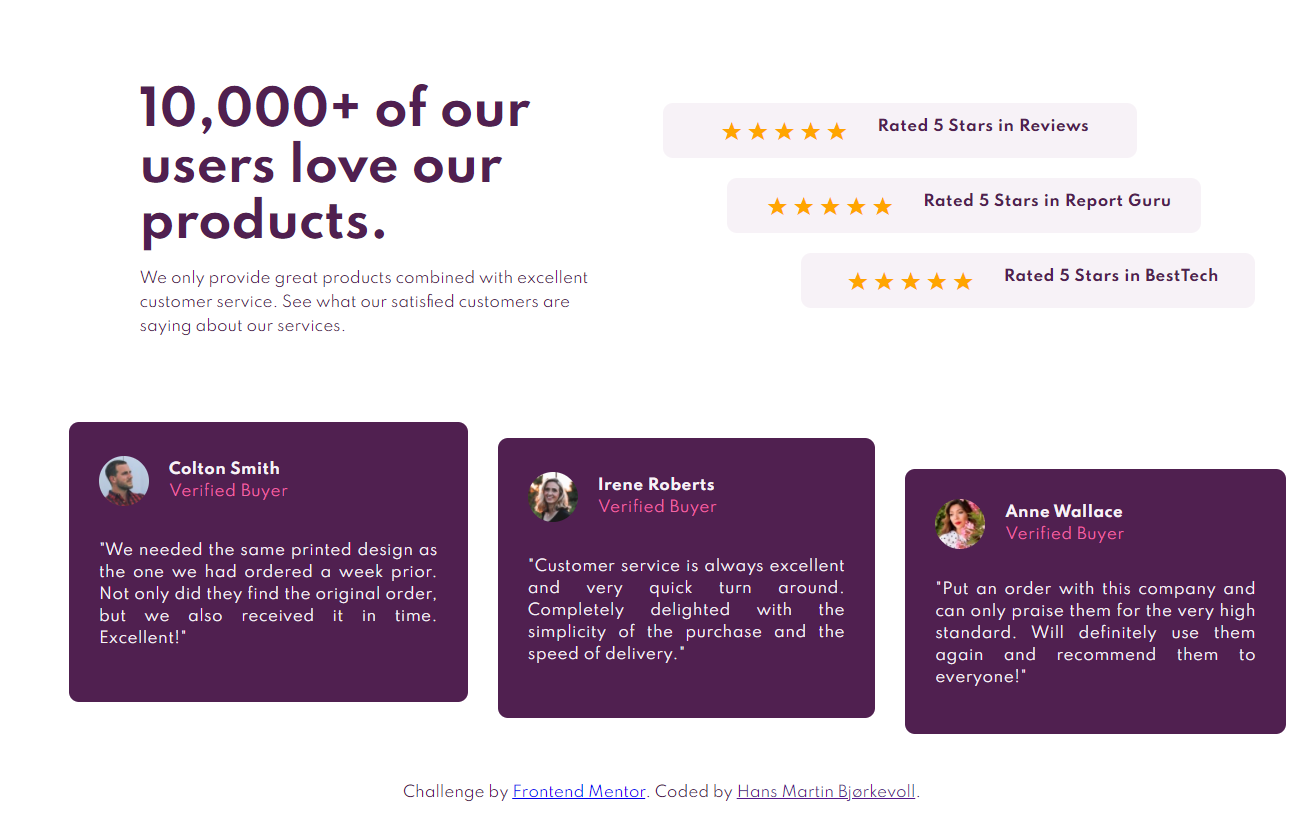 10,000+ of our
users love our
products.
We only provide great products combined with excellent
customer service. See what our satisfied customers are
saying about our services.
Rated 5 Stars in Reviews
Rated 5 Stars in Report Guru
Rated 5 Stars in BestTech
Colton Smith
Verified Buyer
"We needed the same printed design as
the one we had ordered a week prior.
Not only did they find the original order,
but we also received it in time.
Excellent!"
Irene Roberts
Verified Buyer
"Customer service is always excellent
and very quick turn around.
Completely delighted with the
simplicity of the purchase and the
speed of delivery."
Anne Wallace
Verified Buyer
"Put an order with this company and
can only praise them for the very high
standard. Will definitely use them
again and recommend them to
everyone!"
Challenge by Frontend Mentor. Coded by Hans Martin Bjørkevoll.